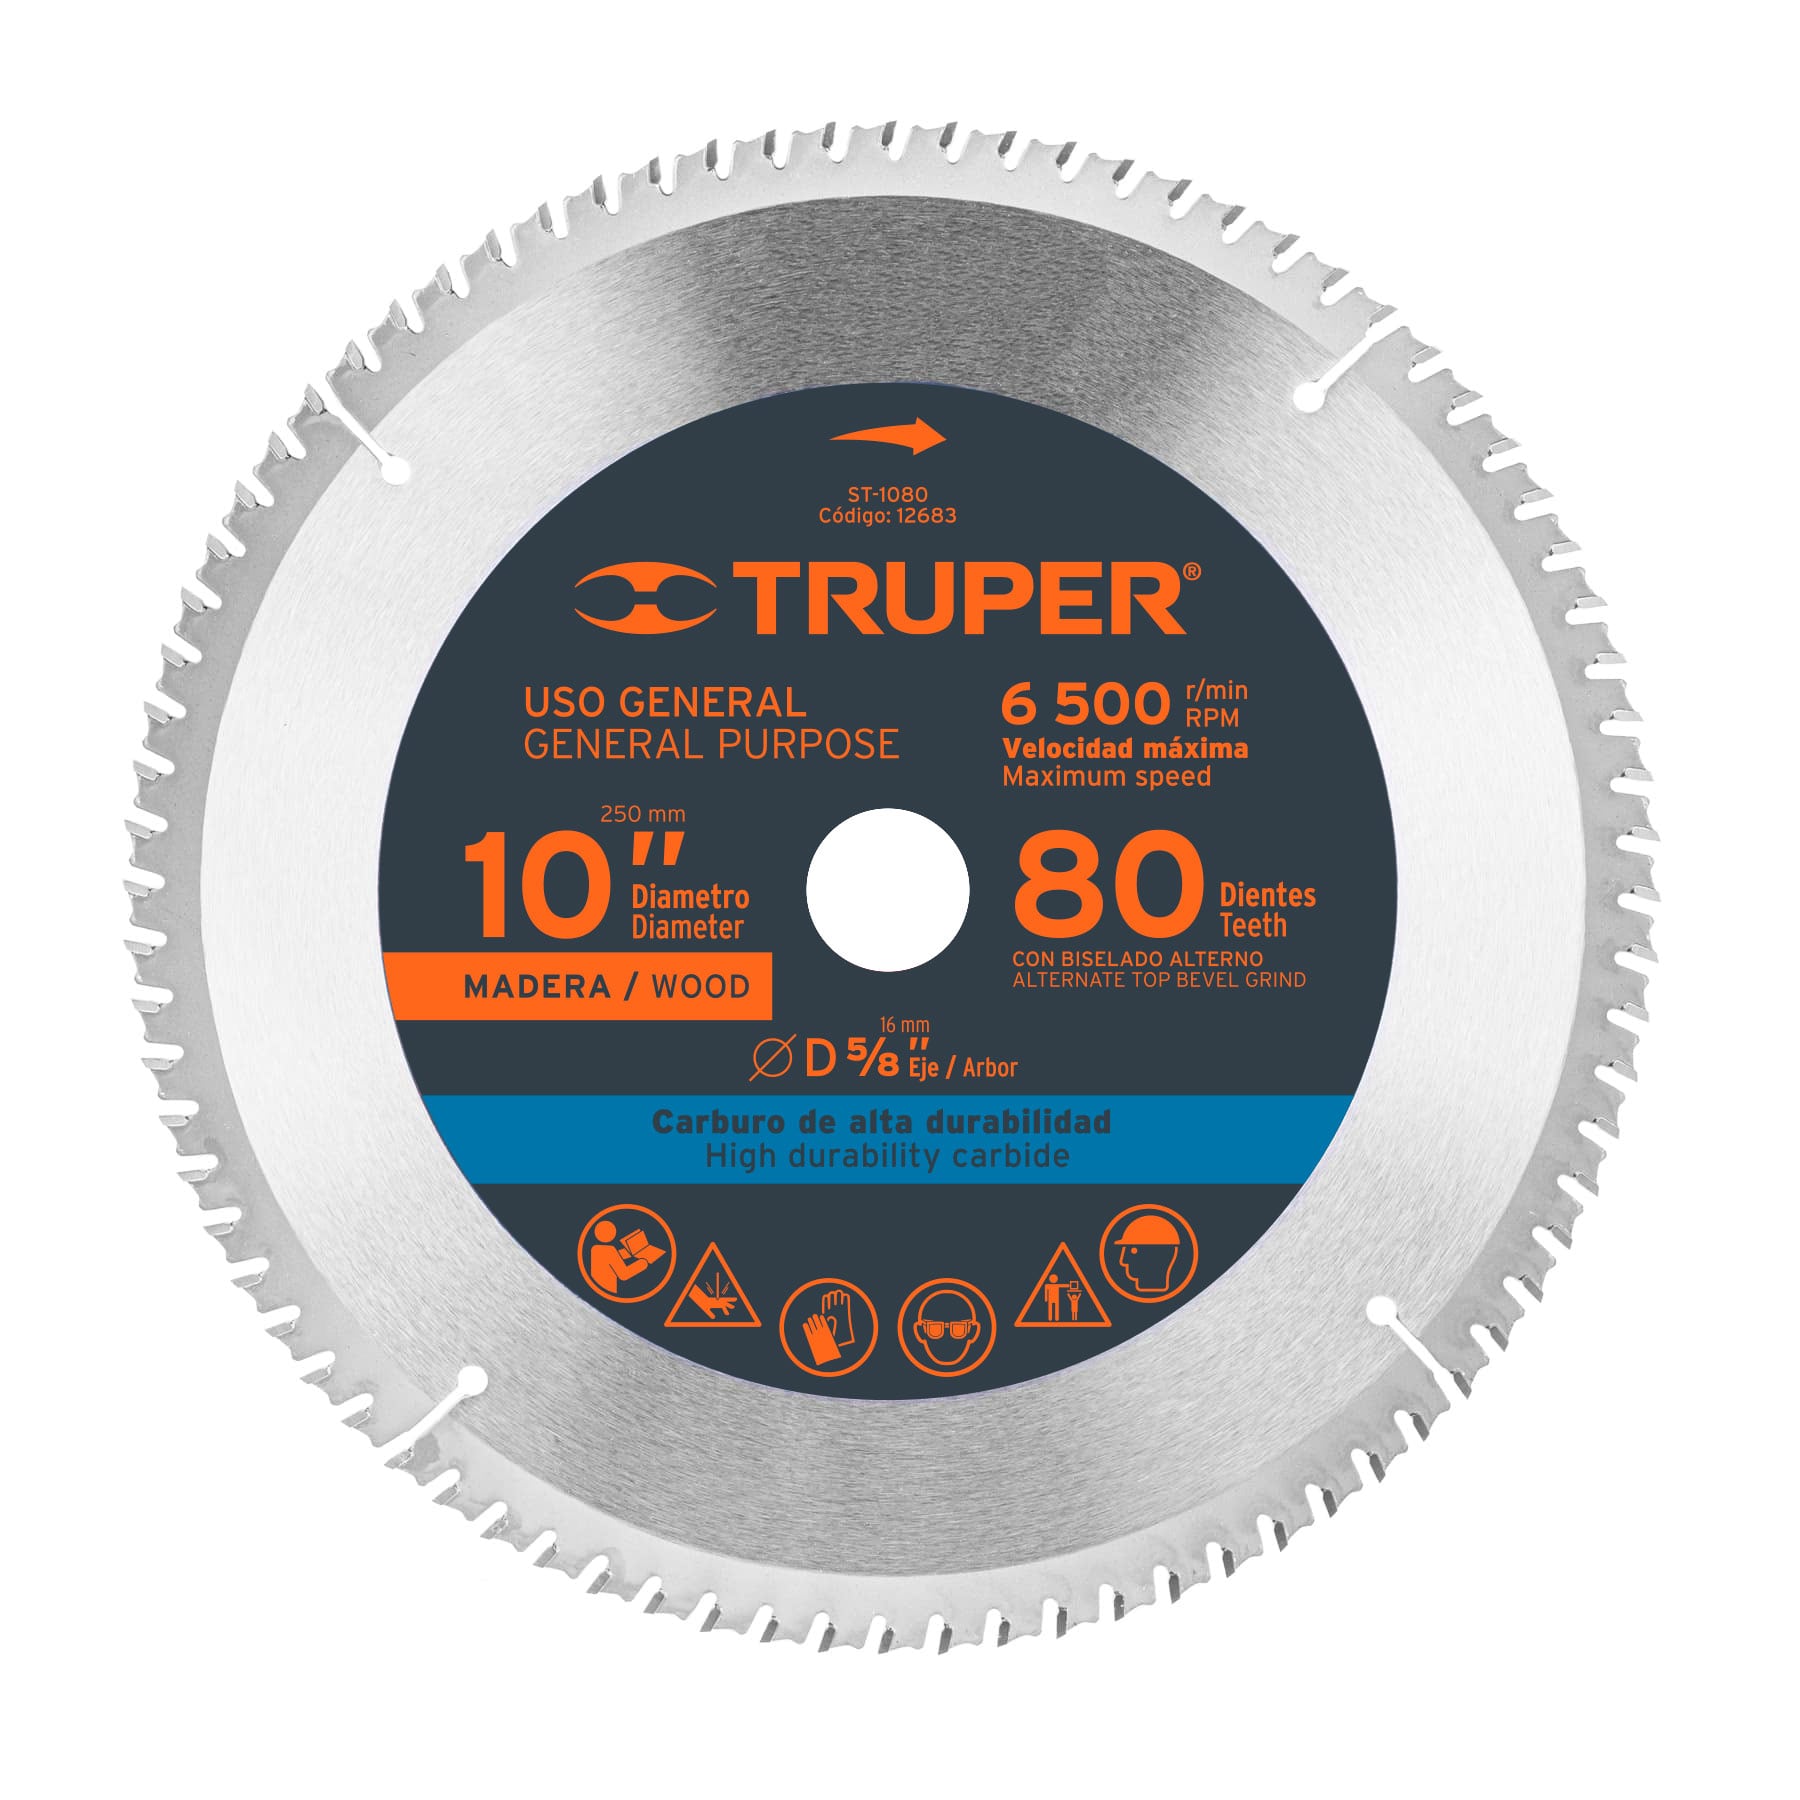 ST-1080
Código: 12683
TRUPER®
USO GENERAL
GENERAL PURPOSE
6 500 r/min
RPM
Velocidad máxima
Maximum speed
250 mm
10"
Diametro
Diameter
80
Dientes
Teeth
CON BISELADO ALTERNO
ALTERNATE TOP BEVEL GRIND
MADERA / WOOD
16 mm
Ø D 5/8" Eje / Arbor
Carburo de alta durabilidad
High durability carbide